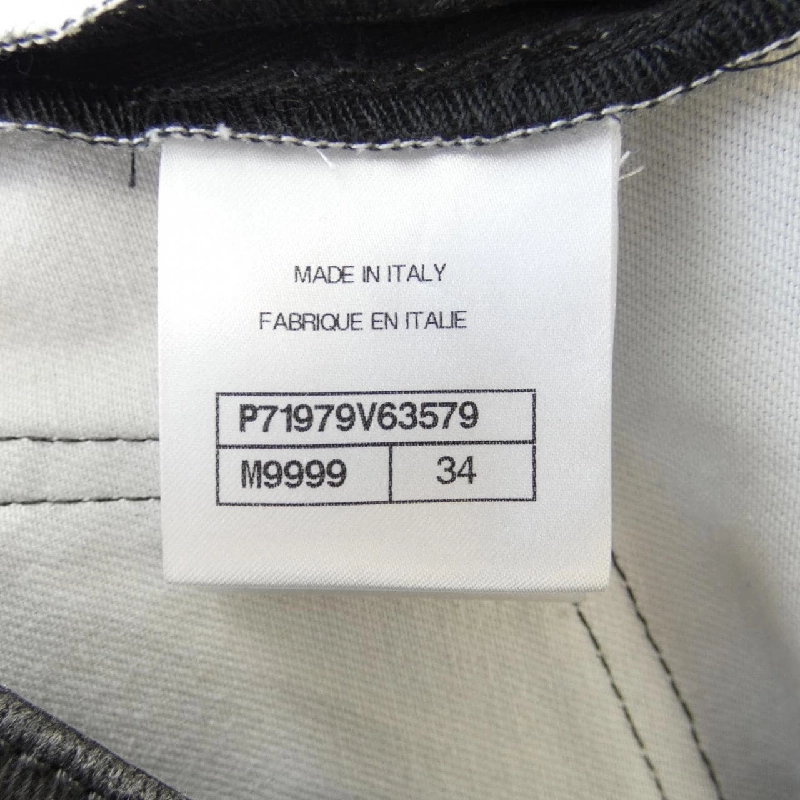 MADE IN ITALY
FABRIQUE EN ITALIE
P71979V63579
M9999 34